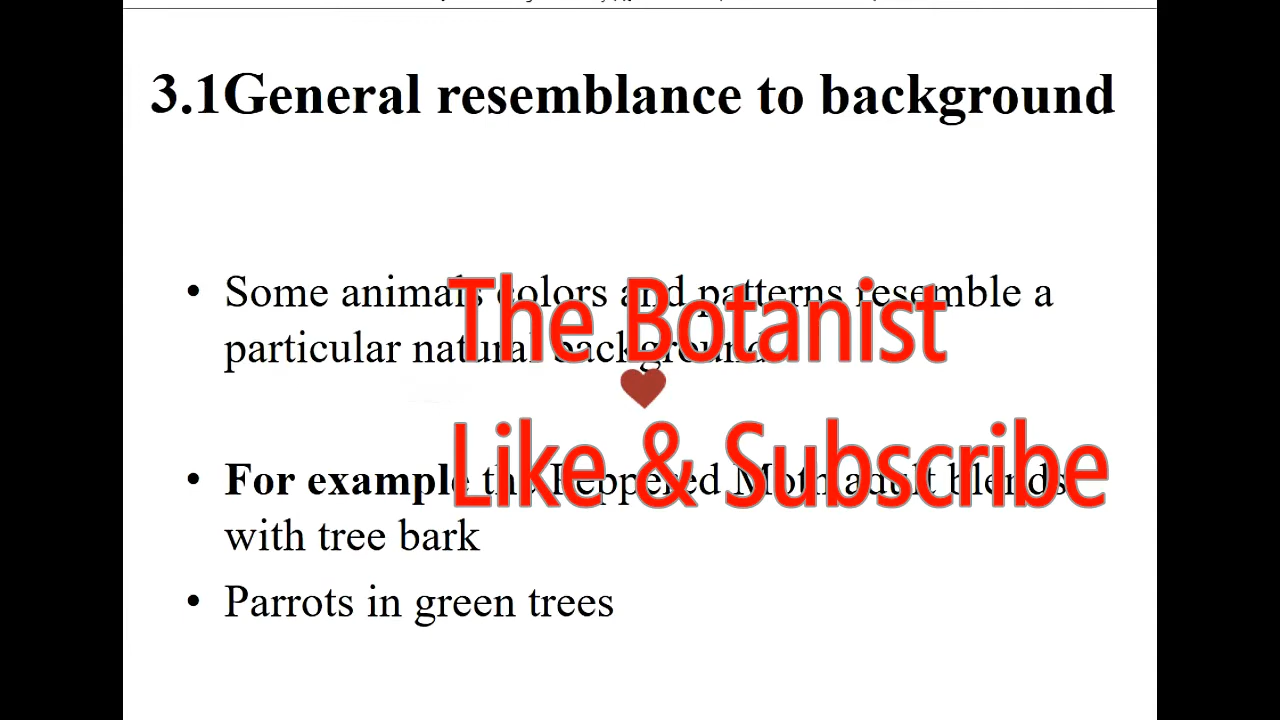 3.1General resemblance to background
• Some animals colors and patterns resemble a
particular natural background
The Botanist
• For example the Peppered Moth adult blends
with tree bark
Like & Subscribe
• Parrots in green trees